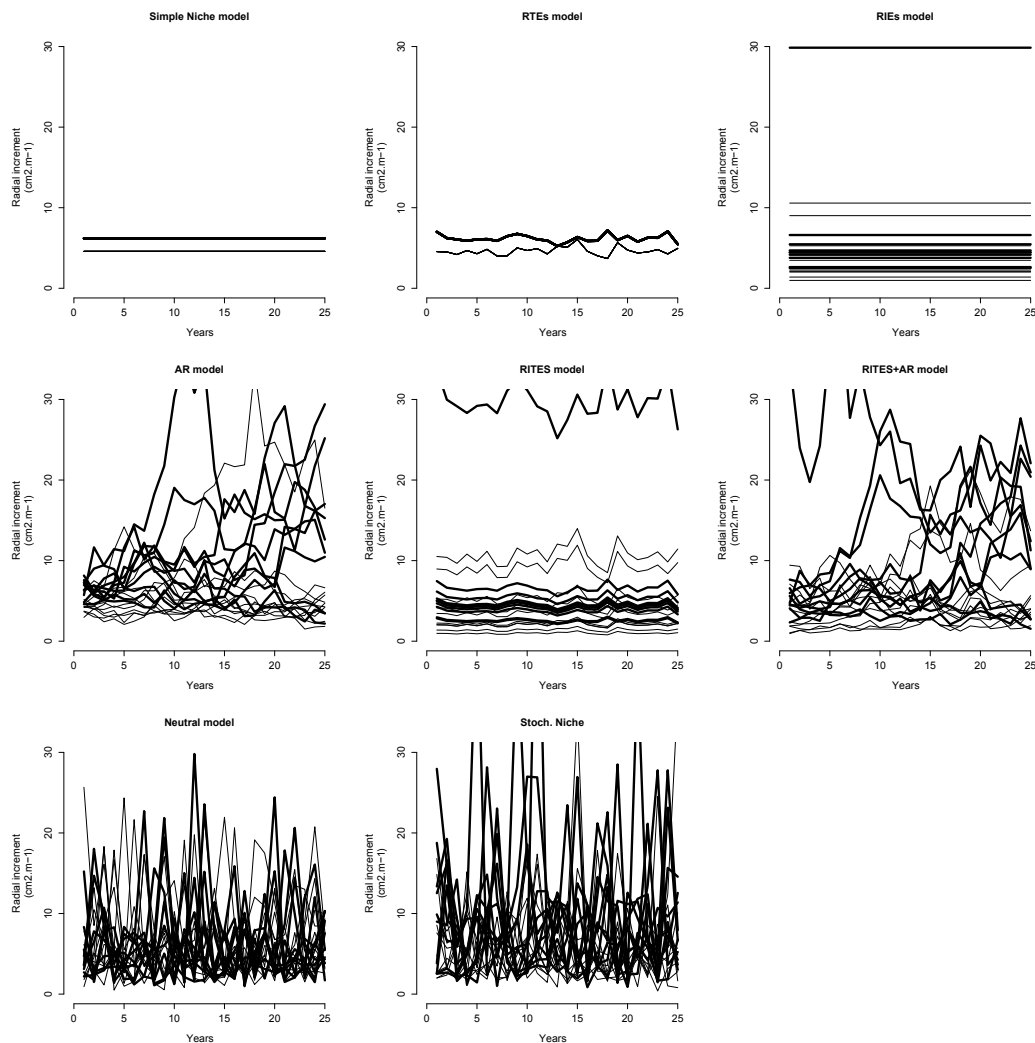 Simple Niche model
Radial increment
(cm2.m−1)
30
20
10
0
0 5 10 15 20 25
Years
RTEs model
Radial increment
(cm2.m−1)
30
20
10
0
0 5 10 15 20 25
Years
RIEs model
Radial increment
(cm2.m−1)
30
20
10
0
0 5 10 15 20 25
Years
AR model
Radial increment
(cm2.m−1)
30
20
10
0
0 5 10 15 20 25
Years
RITES model
Radial increment
(cm2.m−1)
30
20
10
0
0 5 10 15 20 25
Years
RITES+AR model
Radial increment
(cm2.m−1)
30
20
10
0
0 5 10 15 20 25
Years
Neutral model
Radial increment
(cm2.m−1)
30
20
10
0
0 5 10 15 20 25
Years
Stoch. Niche
Radial increment
(cm2.m−1)
30
20
10
0
0 5 10 15 20 25
Years